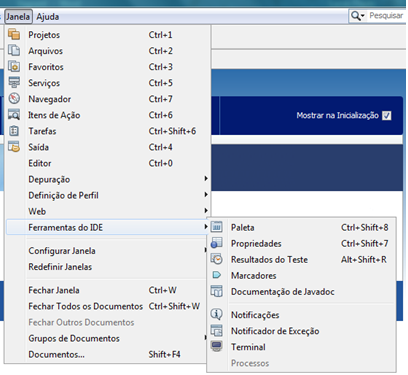 Janela Ajuda
Pesquisar
Projetos Ctrl+1
Arquivos Ctrl+2
Favoritos Ctrl+3
Serviços Ctrl+5
Navegador Ctrl+7
Itens de Ação Ctrl+6
Tarefas Ctrl+Shift+6
Saída Ctrl+4
Editor Ctrl+0
Depuração
Definição de Perfil
Web
Ferramentas do IDE
Configurar Janela
Redefinir Janelas
Fechar Janela Ctrl+W
Fechar Todos os Documentos Ctrl+Shift+W
Fechar Outros Documentos
Grupos de Documentos
Documentos... Shift+F4
Mostrar na Inicialização
Paleta Ctrl+Shift+8
Propriedades Ctrl+Shift+7
Resultados do Teste Alt+Shift+R
Marcadores
Documentação de Javadoc
Notificações
Notificador de Exceção
Terminal
Processos